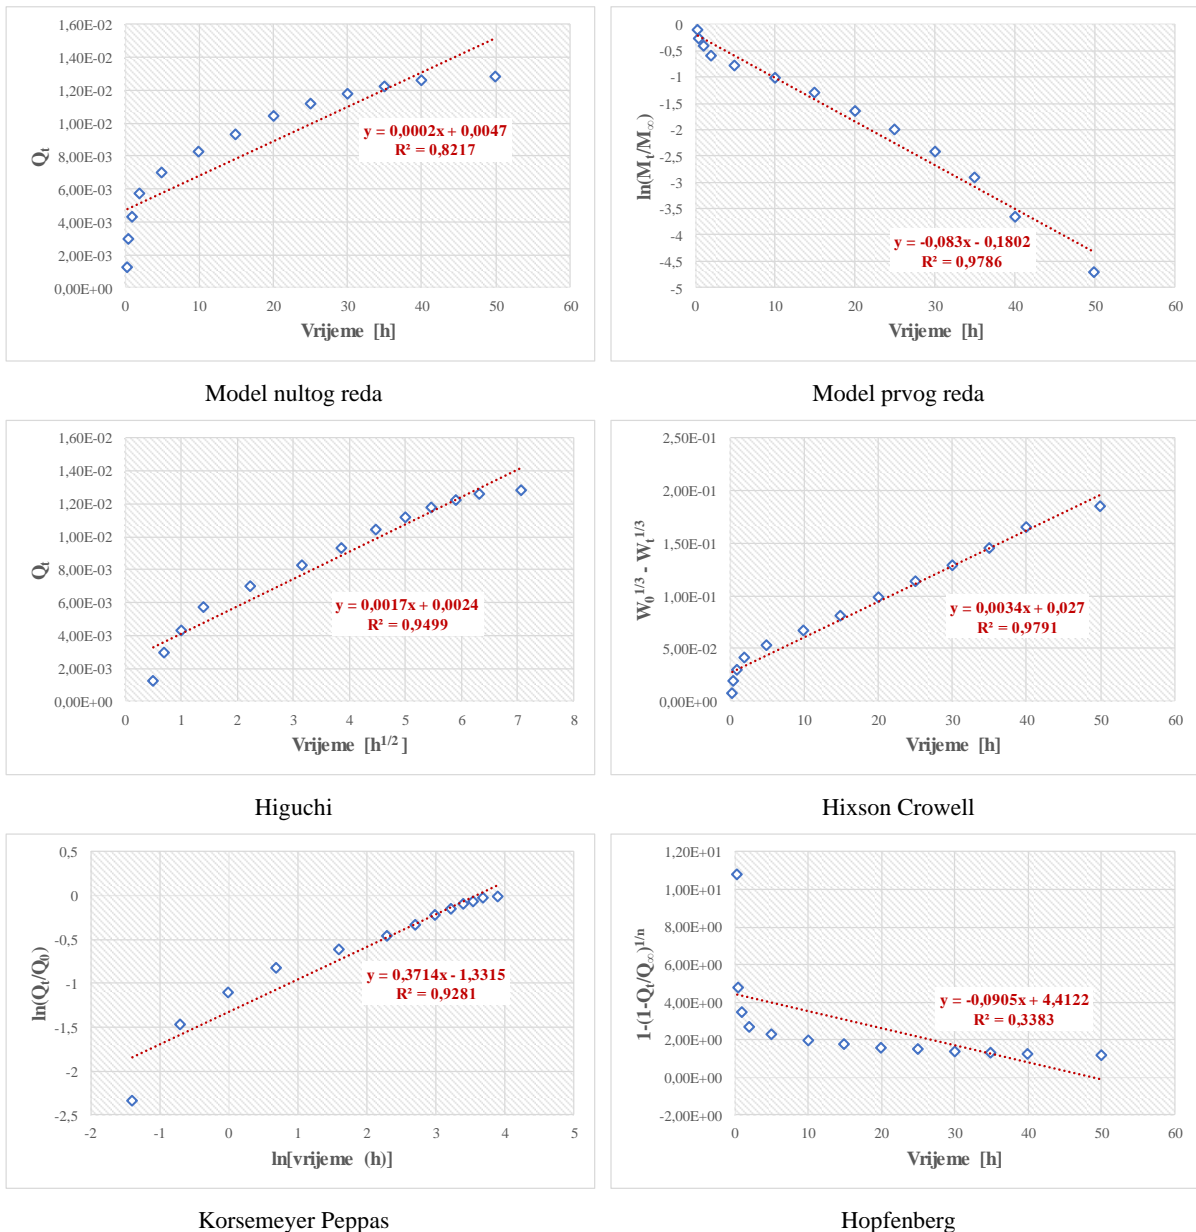 1,60E-02
1,40E-02
1,20E-02
1,00E-02
8,00E-03
6,00E-03
4,00E-03
2,00E-03
0,00E+00
Qt
y = 0,0002x + 0,0047
R² = 0,8217
0 10 20 30 40 50 60
Vrijeme [h]
Model nultog reda
0
-0,5
-1
-1,5
-2
-2,5
-3
-3,5
-4
-4,5
-5
ln(Mt/M∞)
y = -0,083x - 0,1802
R² = 0,9786
0 10 20 30 40 50 60
Vrijeme [h]
Model prvog reda
1,60E-02
1,40E-02
1,20E-02
1,00E-02
8,00E-03
6,00E-03
4,00E-03
2,00E-03
0,00E+00
Qt
y = 0,0017x + 0,0024
R² = 0,9499
0 1 2 3 4 5 6 7 8
Vrijeme [h^1/2]
Higuchi
2,50E-01
2,00E-01
1,50E-01
1,00E-01
5,00E-02
0,00E+00
W0^1/3 - Wt^1/3
y = 0,0034x + 0,027
R² = 0,9791
0 10 20 30 40 50 60
Vrijeme [h]
Hixson Crowell
0,5
0
-0,5
-1
-1,5
-2
-2,5
ln(Qt/Q0)
y = 0,3714x - 1,3315
R² = 0,9281
-2 -1 0 1 2 3 4 5
ln[vrijeme (h)]
Korsemeyer Peppas
1,20E+01
1,00E+01
8,00E+00
6,00E+00
4,00E+00
2,00E+00
0,00E+00
-2,00E+00
1-(1-Qt/Q∞)^1/n
y = -0,0905x + 4,4122
R² = 0,3383
0 10 20 30 40 50 60
Vrijeme [h]
Hopfenberg